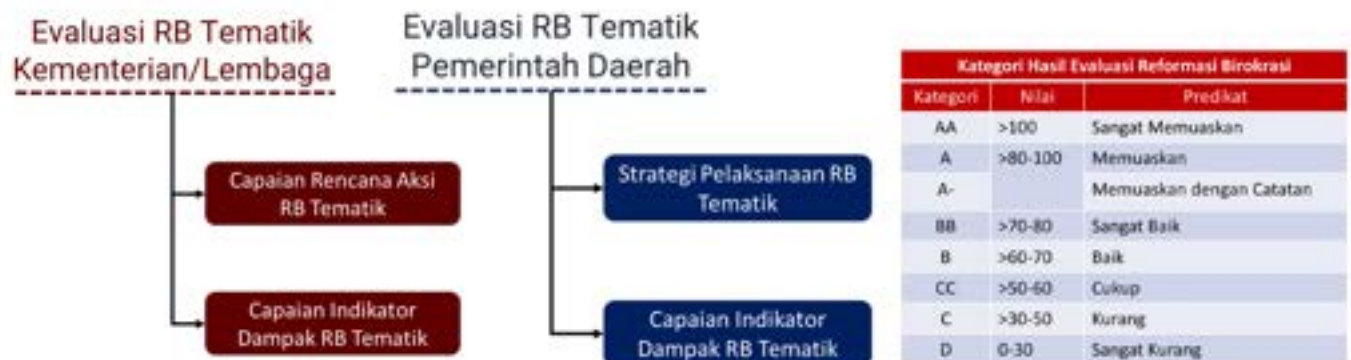 Evaluasi RB Tematik
Kementerian/Lembaga
Capaian Rencana Aksi
RB Tematik
Capaian Indikator
Dampak RB Tematik
Evaluasi RB Tematik
Pemerintah Daerah
Strategi Pelaksanaan RB
Tematik
Capaian Indikator
Dampak RB Tematik
Kategori Hasil Evaluasi Reformasi Birokrasi
Kategori Nilai Predikat
AA >100 Sangat Memuaskan
A >80-100 Memuaskan
A- Memuaskan dengan Catatan
BB >70-80 Sangat Baik
B >60-70 Baik
CC >50-60 Cukup
C >30-50 Kurang
D 0-30 Sangat Kurang